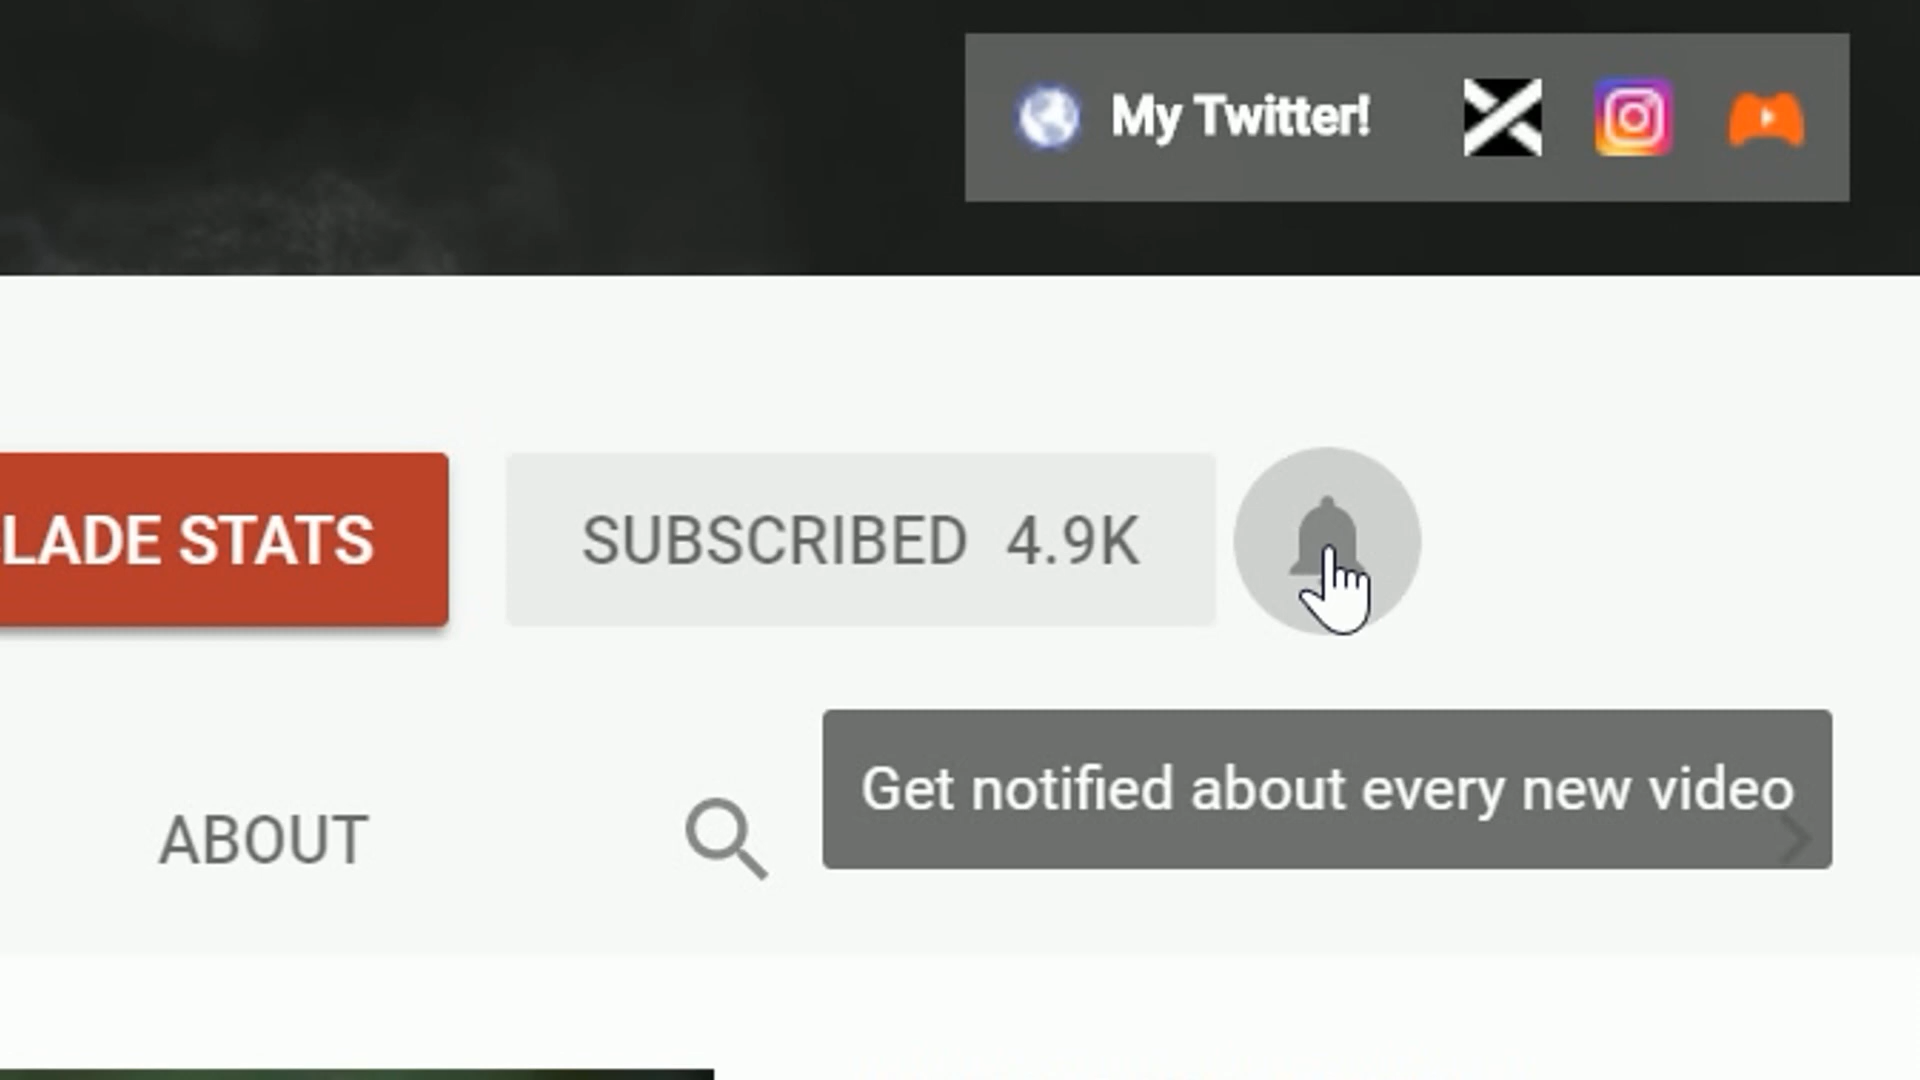 My Twitter!
LADE STATS
SUBSCRIBED 4.9K
Get notified about every new video
ABOUT